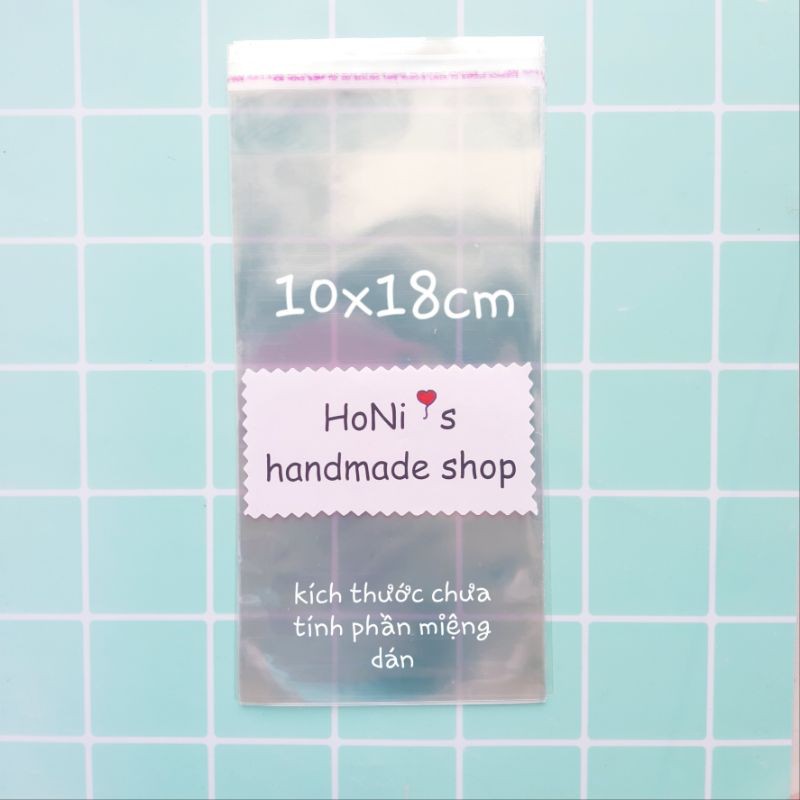 10x18cm
HoNi's
handmade shop
kích thước chưa
tính phần miệng
dán